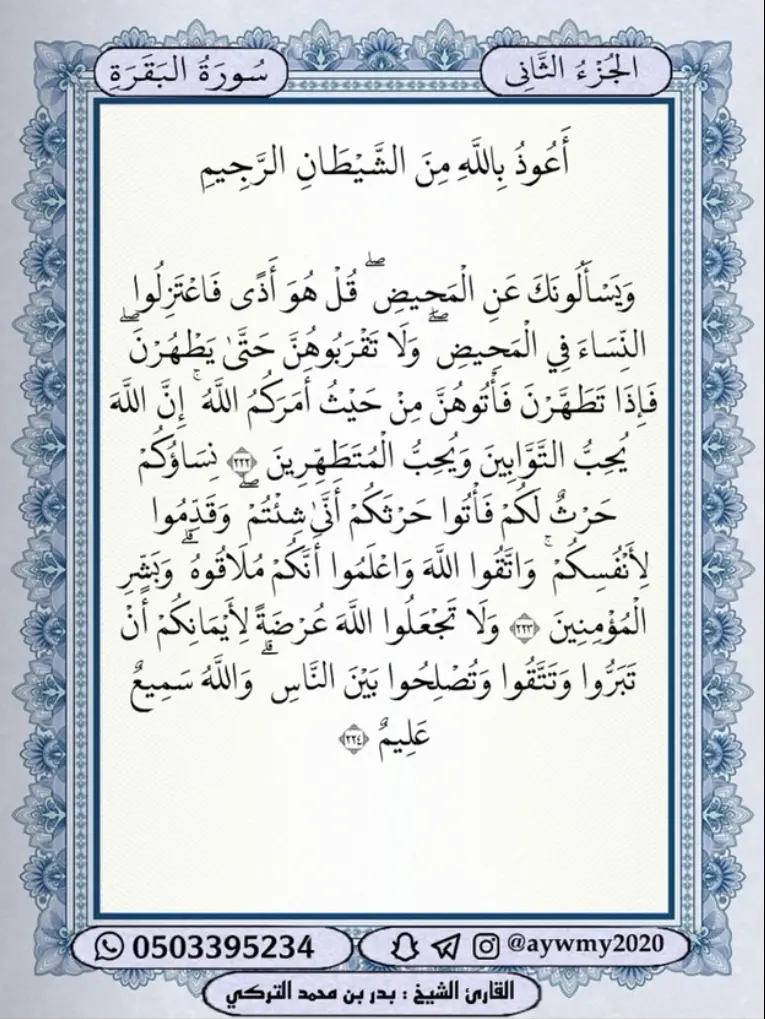 الجُزْءُ الثَّانِى
سُورَةُ البَقَرَةِ
أَعُوذُ بِاللَّهِ مِنَ الشَّيْطَانِ الرَّجِيمِ
وَيَسْأَلُونَكَ عَنِ الْمَحِيضِ ۖ قُلْ هُوَ أَذًى فَاعْتَزِلُوا
النِّسَاءَ فِي الْمَحِيضِ ۖ وَلَا تَقْرَبُوهُنَّ حَتَّىٰ يَطْهُرْنَ ۖ
فَإِذَا تَطَهَّرْنَ فَأْتُوهُنَّ مِنْ حَيْثُ أَمَرَكُمُ اللَّهُ ۚ إِنَّ اللَّهَ
يُحِبُّ التَّوَّابِينَ وَيُحِبُّ الْمُتَطَهِّرِينَ ﴿٢٢٢﴾ نِسَاؤُكُمْ
حَرْثٌ لَكُمْ فَأْتُوا حَرْثَكُمْ أَنَّىٰ شِئْتُمْ ۖ وَقَدِّمُوا
لِأَنْفُسِكُمْ ۚ وَاتَّقُوا اللَّهَ وَاعْلَمُوا أَنَّكُمْ مُلَاقُوهُ ۗ وَبَشِّرِ
الْمُؤْمِنِينَ ﴿٢٢٣﴾ وَلَا تَجْعَلُوا اللَّهَ عُرْضَةً لِأَيْمَانِكُمْ أَنْ
تَبَرُّوا وَتَتَّقُوا وَتُصْلِحُوا بَيْنَ النَّاسِ ۗ وَاللَّهُ سَمِيعٌ
عَلِيمٌ ﴿٢٢٤﴾
0503395234
@aywmy2020
القارئ الشيخ : بدر بن محمد التركي